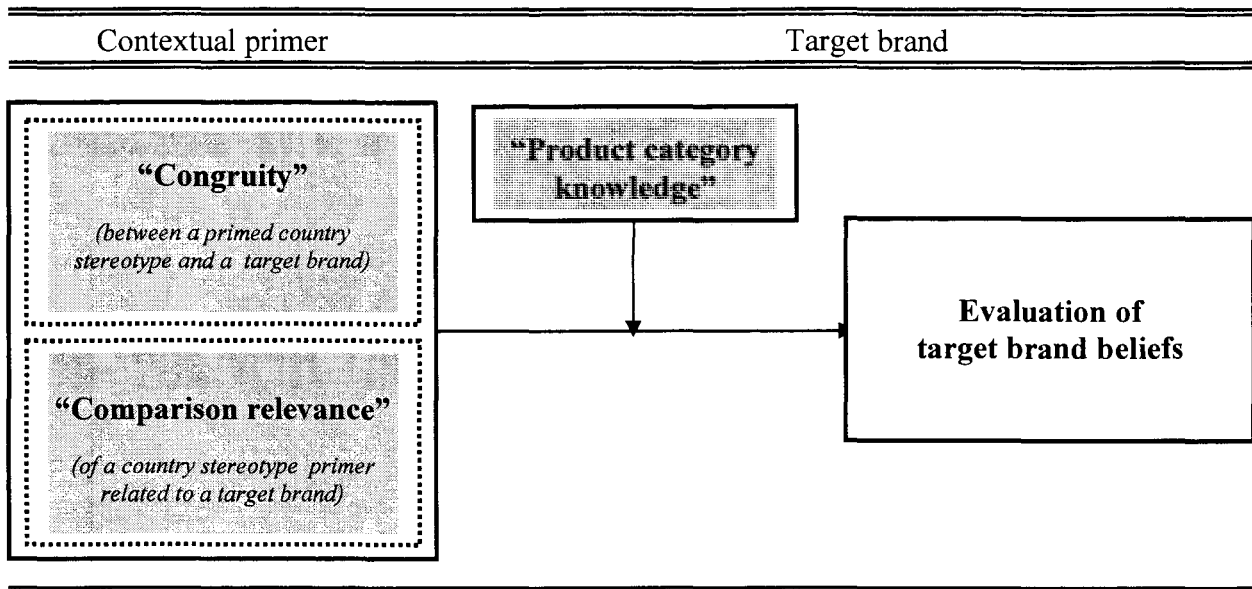 Contextual primer
Target brand
“Congruity”
(between a primed country
stereotype and a target brand)
“Comparison relevance”
(of a country stereotype primer
related to a target brand)
“Product category
knowledge”
Evaluation of
target brand beliefs